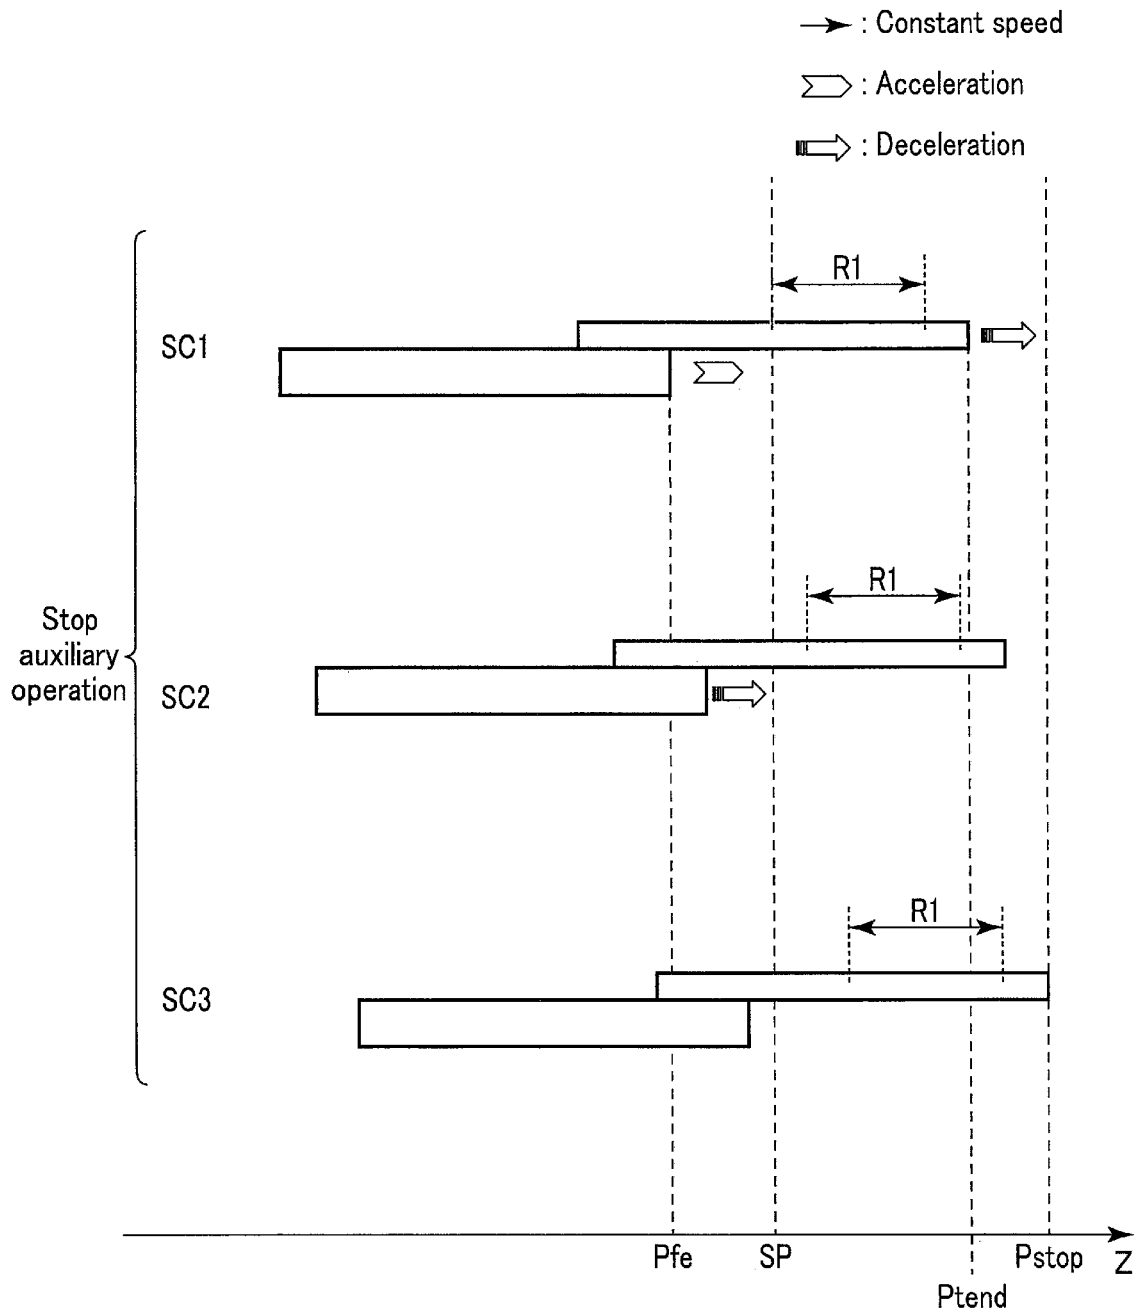 : Constant speed
: Acceleration
: Deceleration
R1
SC1
R1
Stop
auxiliary
operation
SC2
R1
SC3
Pfe
SP
Pstop
Z
Ptend